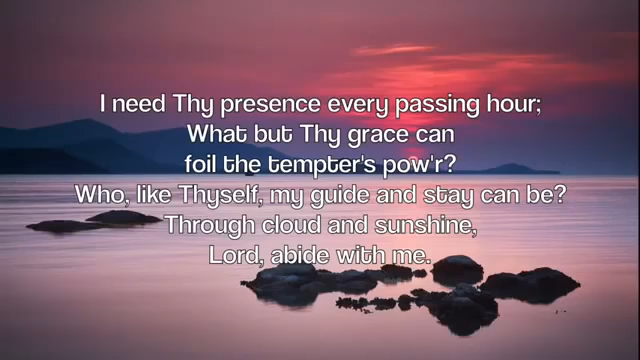 I need Thy presence every passing hour;
What but Thy grace can
foil the tempter's pow'r?
Who, like Thyself, my guide and stay can be?
Through cloud and sunshine,
Lord, abide with me.